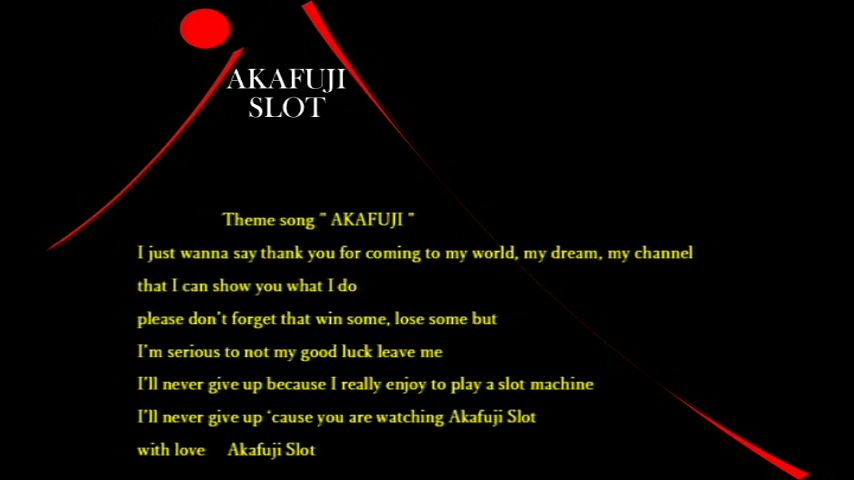 AKAFUJI
SLOT
Theme song " AKAFUJI "
I just wanna say thank you for coming to my world, my dream, my channel
that I can show you what I do
please don't forget that win some, lose some but
I'm serious to not my good luck leave me
I'll never give up because I really enjoy to play a slot machine
I'll never give up 'cause you are watching Akafuji Slot
with love Akafuji Slot